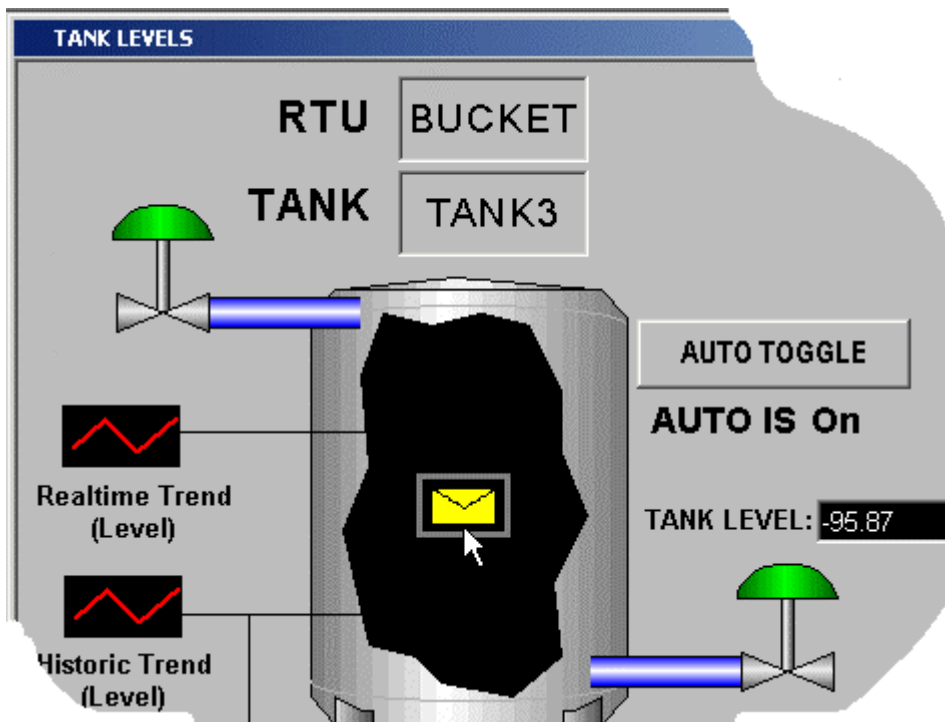 TANK LEVELS
RTU BUCKET
TANK TANK3
AUTO TOGGLE
AUTO IS On
Realtime Trend
(Level)
TANK LEVEL: -95.87
Historic Trend
(Level)